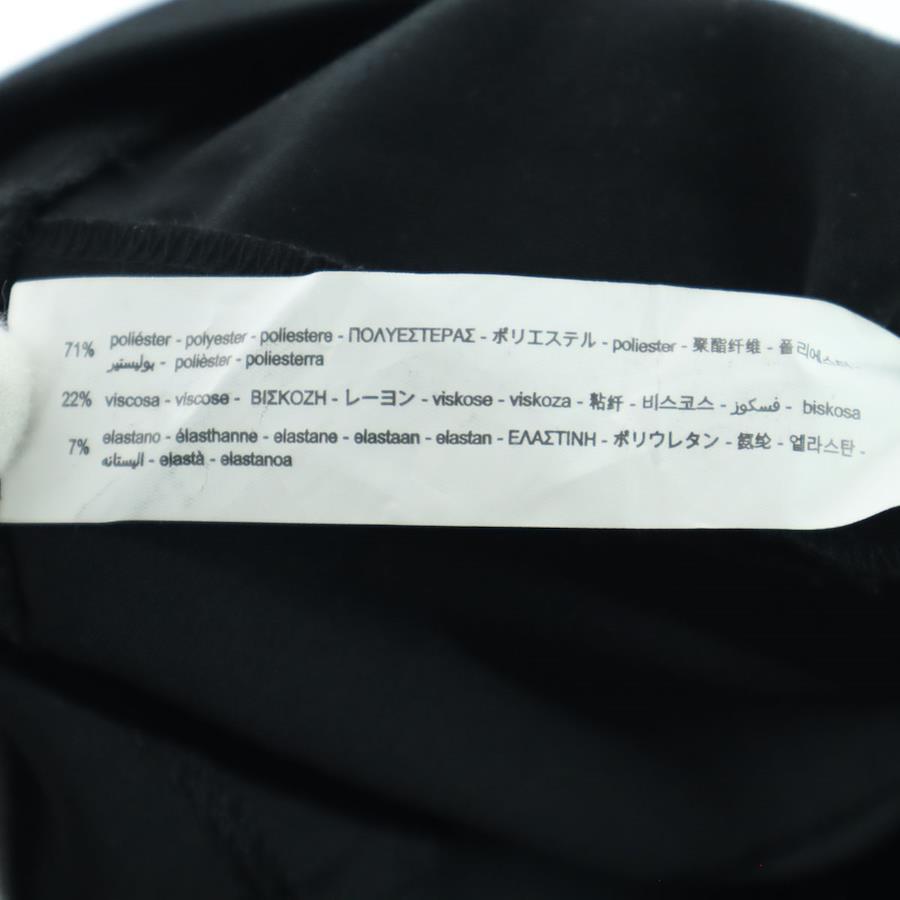 71% poliéster - polyester - poliestere - ΠΟΛΥΕΣΤΕΡΑΣ - ポリエステル - poliester - 聚酯纤维 - 폴리에스터 -
بوليستير - polièster - poliesterra
22% viscosa - viscose - ΒΙΣΚΟΖΗ - レーヨン - viskose - viskoza - 粘纤 - 비스코스 - فسكوز - biskosa
7% elastano - élasthanne - elastane - elastaan - elastan - ΕΛΑΣΤΙΝΗ - ポリウレタン - 氨纶 - 엘라스탄 -
اليستانه - elastà - elastanoa